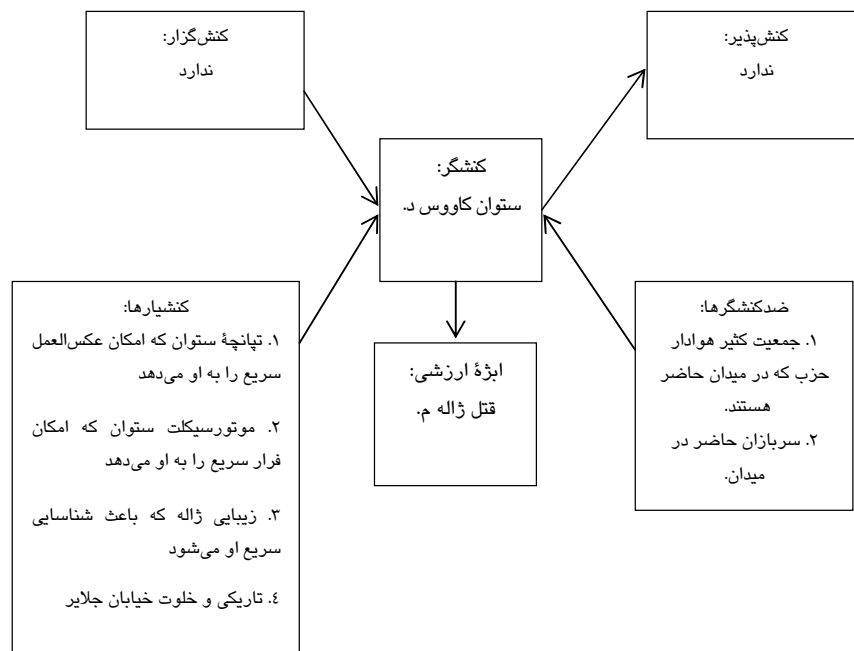 کنش‌پذیر:
ندارد
کنش‌گزار:
ندارد
کنشگر:
ستوان کاووس د.
ضدکنشگرها:
۱. جمعیت کثیر هوادار
حزب که در میدان حاضر
هستند.
۲. سربازان حاضر در
میدان.
ابژهٔ ارزشی:
قتل ژاله م.
کنشیارها:
۱. تپانچهٔ ستوان که امکان عکس‌العمل
سریع را به او می‌دهد
۲. موتورسیکلت ستوان که امکان
فرار سریع را به او می‌دهد
۳. زیبایی ژاله که باعث شناسایی
سریع او می‌شود
٤. تاریکی و خلوت خیابان جلایر